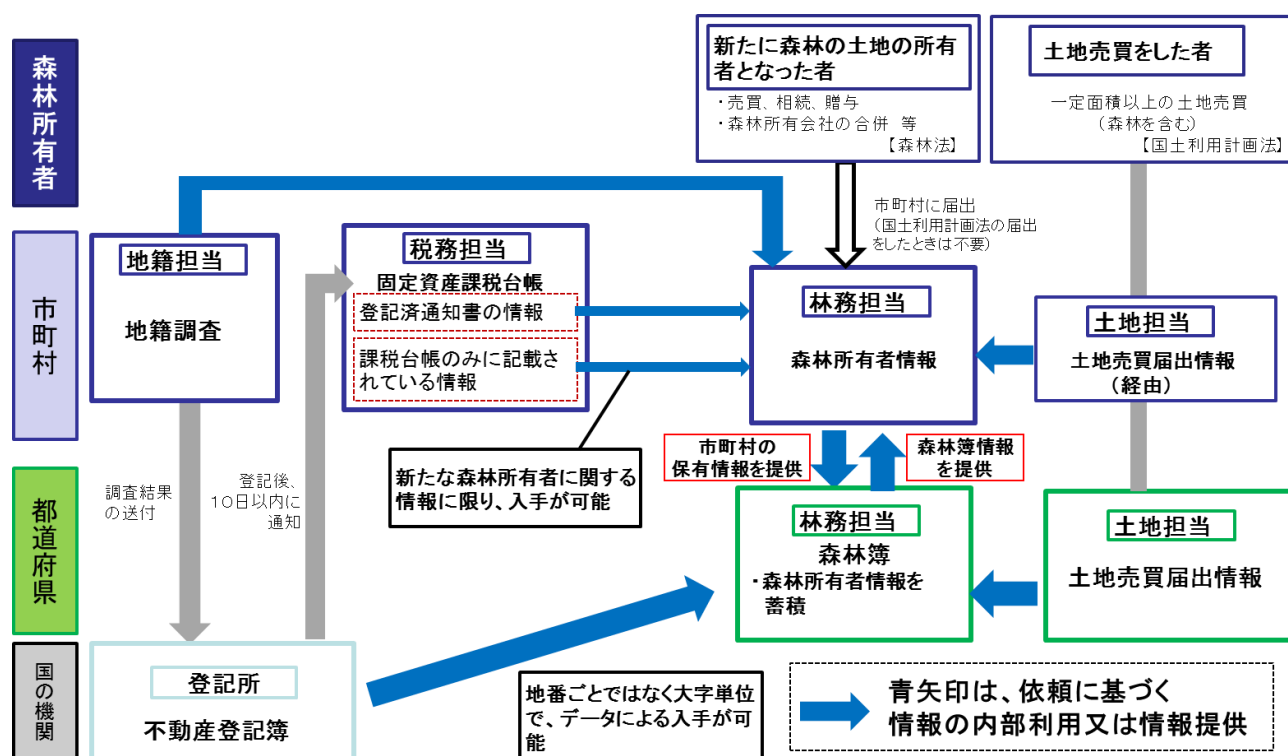 森林所有者
新たに森林の土地の所有
者となった者
・売買、相続、贈与
・森林所有会社の合併 等
【森林法】
土地売買をした者
一定面積以上の土地売買
（森林を含む）
【国土利用計画法】
市町村に届出
（国土利用計画法の届出
をしたときは不要）
市町村
地籍担当
地籍調査
税務担当
固定資産課税台帳
登記済通知書の情報
課税台帳のみに記載さ
れている情報
林務担当
森林所有者情報
土地担当
土地売買届出情報
（経由）
新たな森林所有者に関する
情報に限り、入手が可能
市町村の
保有情報を提供
森林簿情報
を提供
調査結果
の送付
登記後、
10日以内に
通知
都道府県
林務担当
森林簿
・森林所有者情報を
蓄積
土地担当
土地売買届出情報
国の機関
登記所
不動産登記簿
地番ごとではなく大字単位
で、データによる入手が可
能
青矢印は、依頼に基づく
情報の内部利用又は情報提供